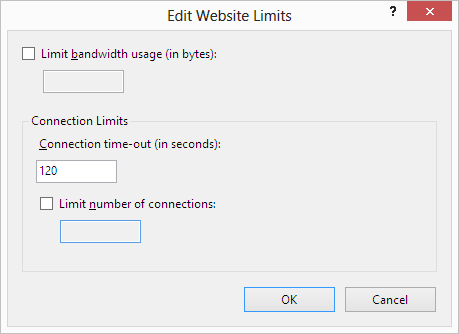 Edit Website Limits
?
Limit bandwidth usage (in bytes):
Connection Limits
Connection time-out (in seconds):
120
Limit number of connections:
OK
Cancel